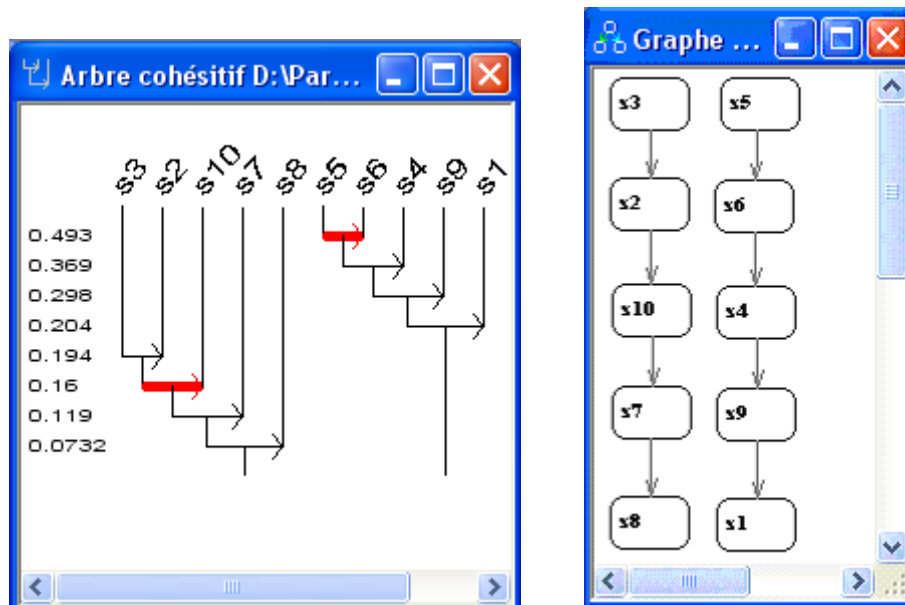 Arbre cohésitif D:\Par...
s3 s2 s10 s7 s8 s5 s6 s4 s9 s1
0.493
0.369
0.298
0.204
0.194
0.16
0.119
0.0732
Graphe ...
s3 s5
s2 s6
s10 s4
s7 s9
s8 s1